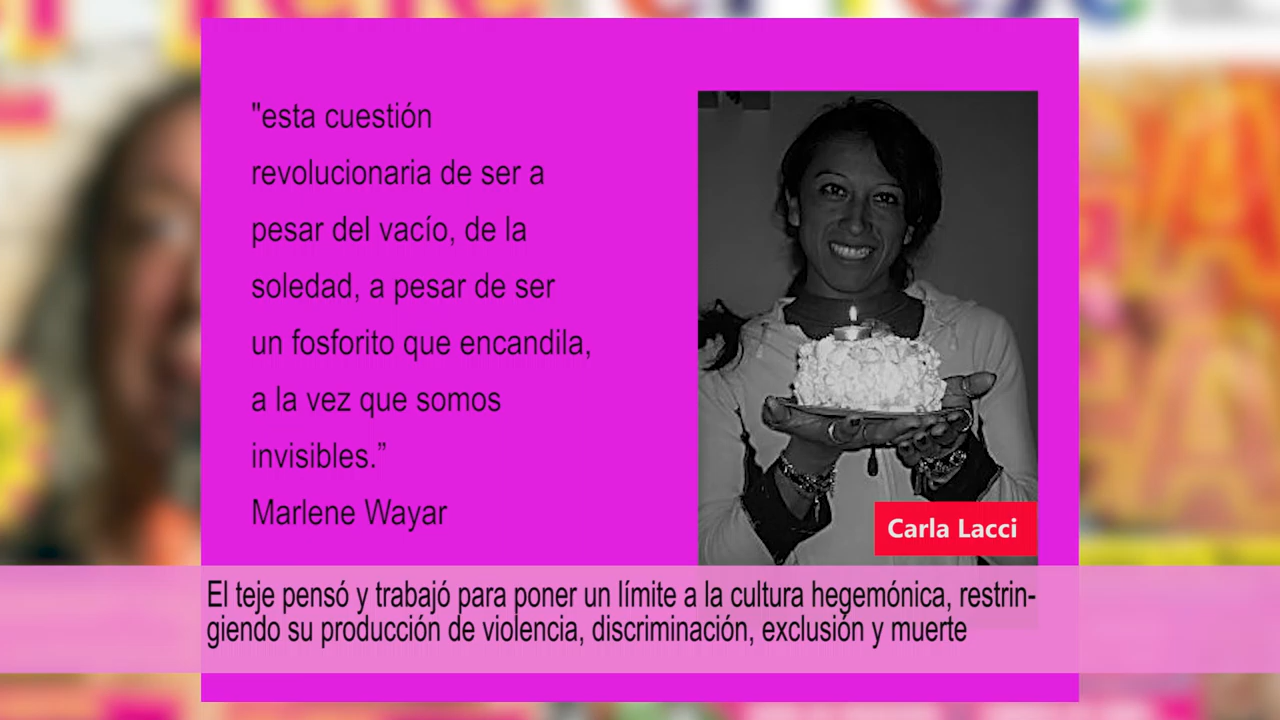 "esta cuestión
revolucionaria de ser a
pesar del vacío, de la
soledad, a pesar de ser
un fosforito que encandila,
a la vez que somos
invisibles.”
Marlene Wayar
Carla Lacci
El teje pensó y trabajó para poner un límite a la cultura hegemónica, restrin-
giendo su producción de violencia, discriminación, exclusión y muerte